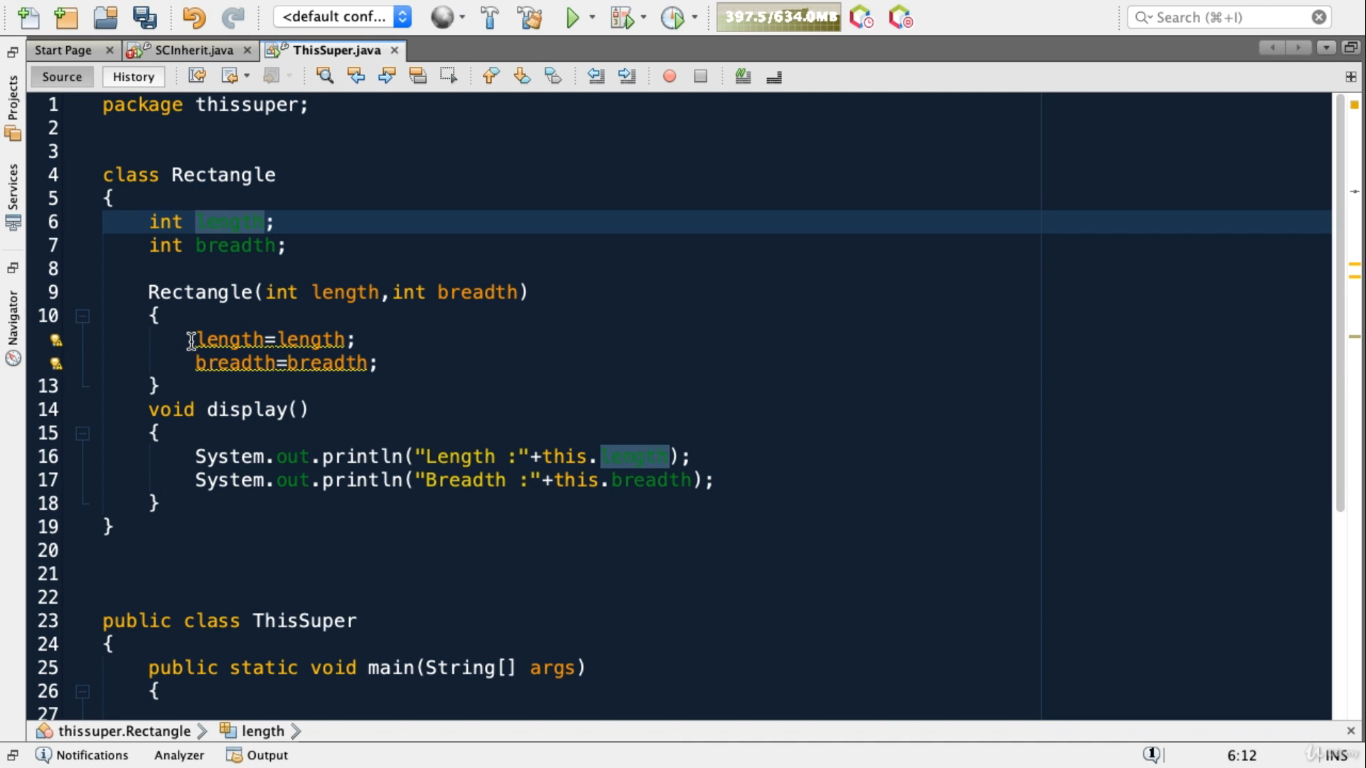 <default conf...
397.5/634.0MB
Search (⌘+I)
Start Page
SCInherit.java
ThisSuper.java
Source
History
Projects
Services
Navigator
1 package thissuper;
2
3
4 class Rectangle
5 {
6 int length;
7 int breadth;
8
9 Rectangle(int length,int breadth)
10 {
length=length;
breadth=breadth;
13 }
14 void display()
15 {
16 System.out.println("Length :"+this.length);
17 System.out.println("Breadth :"+this.breadth);
18 }
19 }
20
21
22
23 public class ThisSuper
24 {
25 public static void main(String[] args)
26 {
27
thissuper.Rectangle
length
Notifications
Analyzer
Output
1
6:12
INS